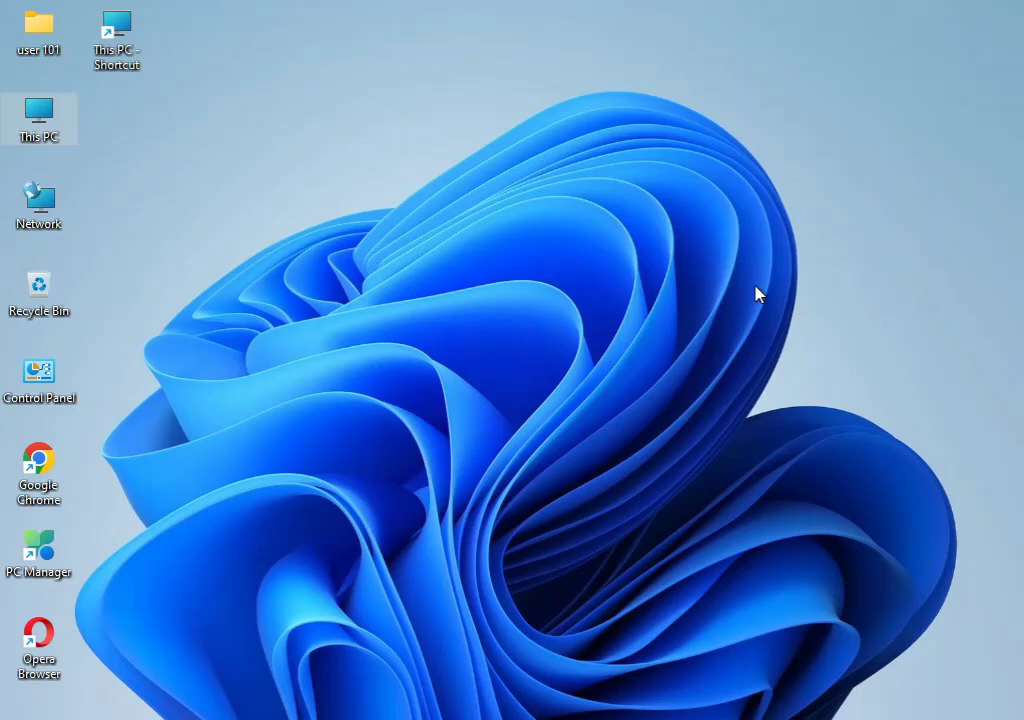 user 101
This PC -
Shortcut
This PC
Network
Recycle Bin
Control Panel
Google
Chrome
PC Manager
Opera
Browser